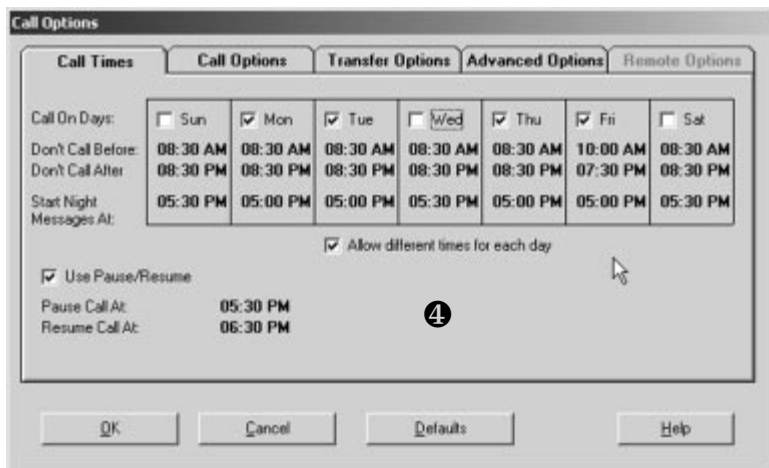 Call Options
Call Times Call Options Transfer Options Advanced Options Remote Options
Call On Days: Sun Mon Tue Wed Thu Fri Sat
Don't Call Before: 08:30 AM 08:30 AM 08:30 AM 08:30 AM 08:30 AM 10:00 AM 08:30 AM
Don't Call After 08:30 PM 08:30 PM 08:30 PM 08:30 PM 08:30 PM 07:30 PM 08:30 PM
Start Night 05:30 PM 05:00 PM 05:00 PM 05:30 PM 05:00 PM 05:00 PM 05:30 PM
Messages At:
Allow different times for each day
Use Pause/Resume
Pause Call At: 05:30 PM
Resume Call At: 06:30 PM
❹
OK Cancel Defaults Help